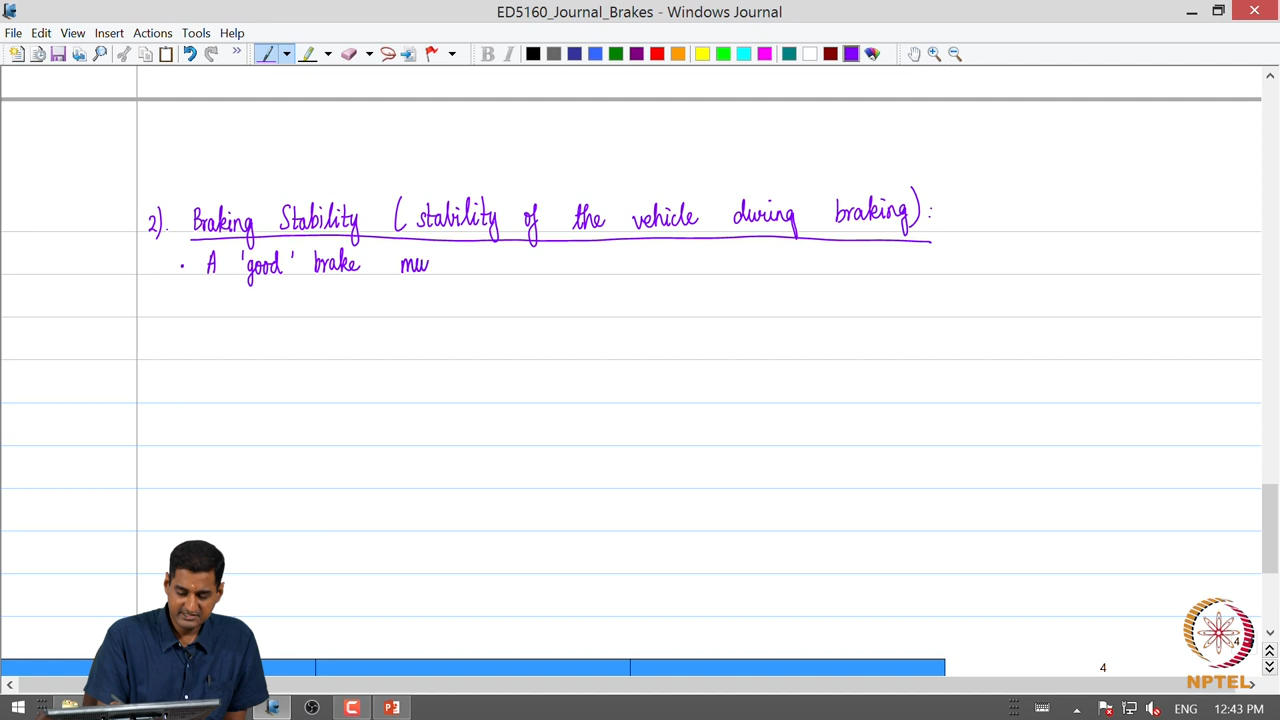 ED5160_Journal_Brakes - Windows Journal
File Edit View Insert Actions Tools Help
2). Braking Stability ( stability of the vehicle during braking) :
· A 'good' brake mu
4
4
NPTEL
ENG 12:43 PM